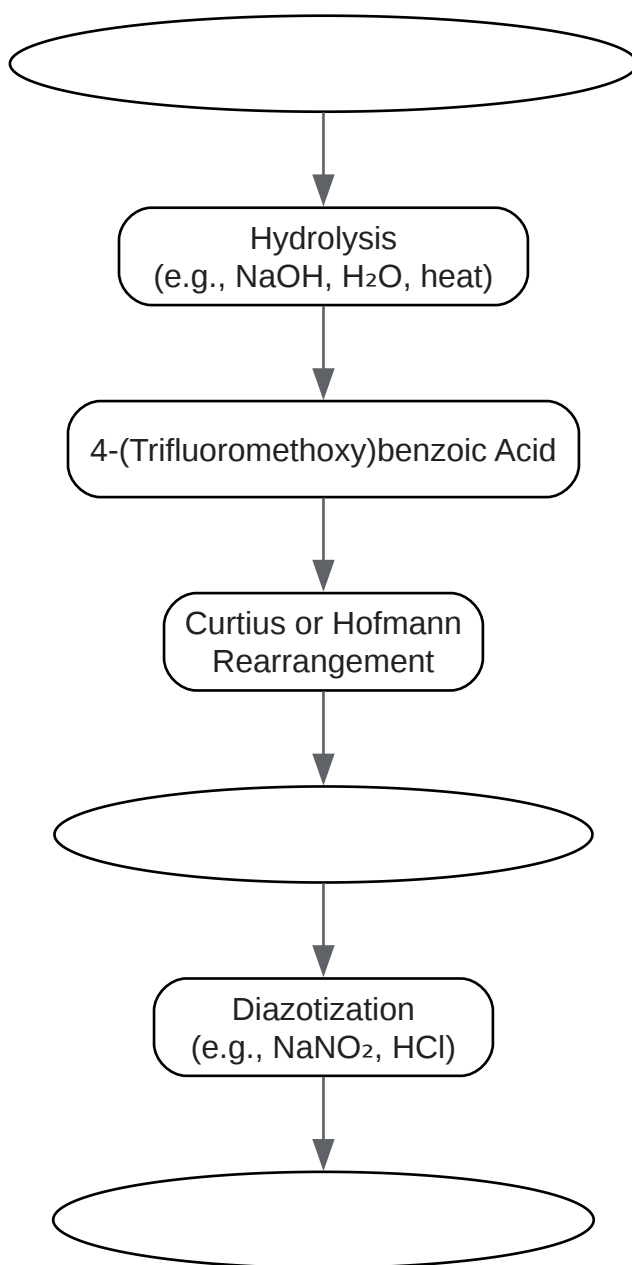 Hydrolysis
(e.g., NaOH, H₂O, heat)
4-(Trifluoromethoxy)benzoic Acid
Curtius or Hofmann
Rearrangement
Diazotization
(e.g., NaNO₂, HCl)